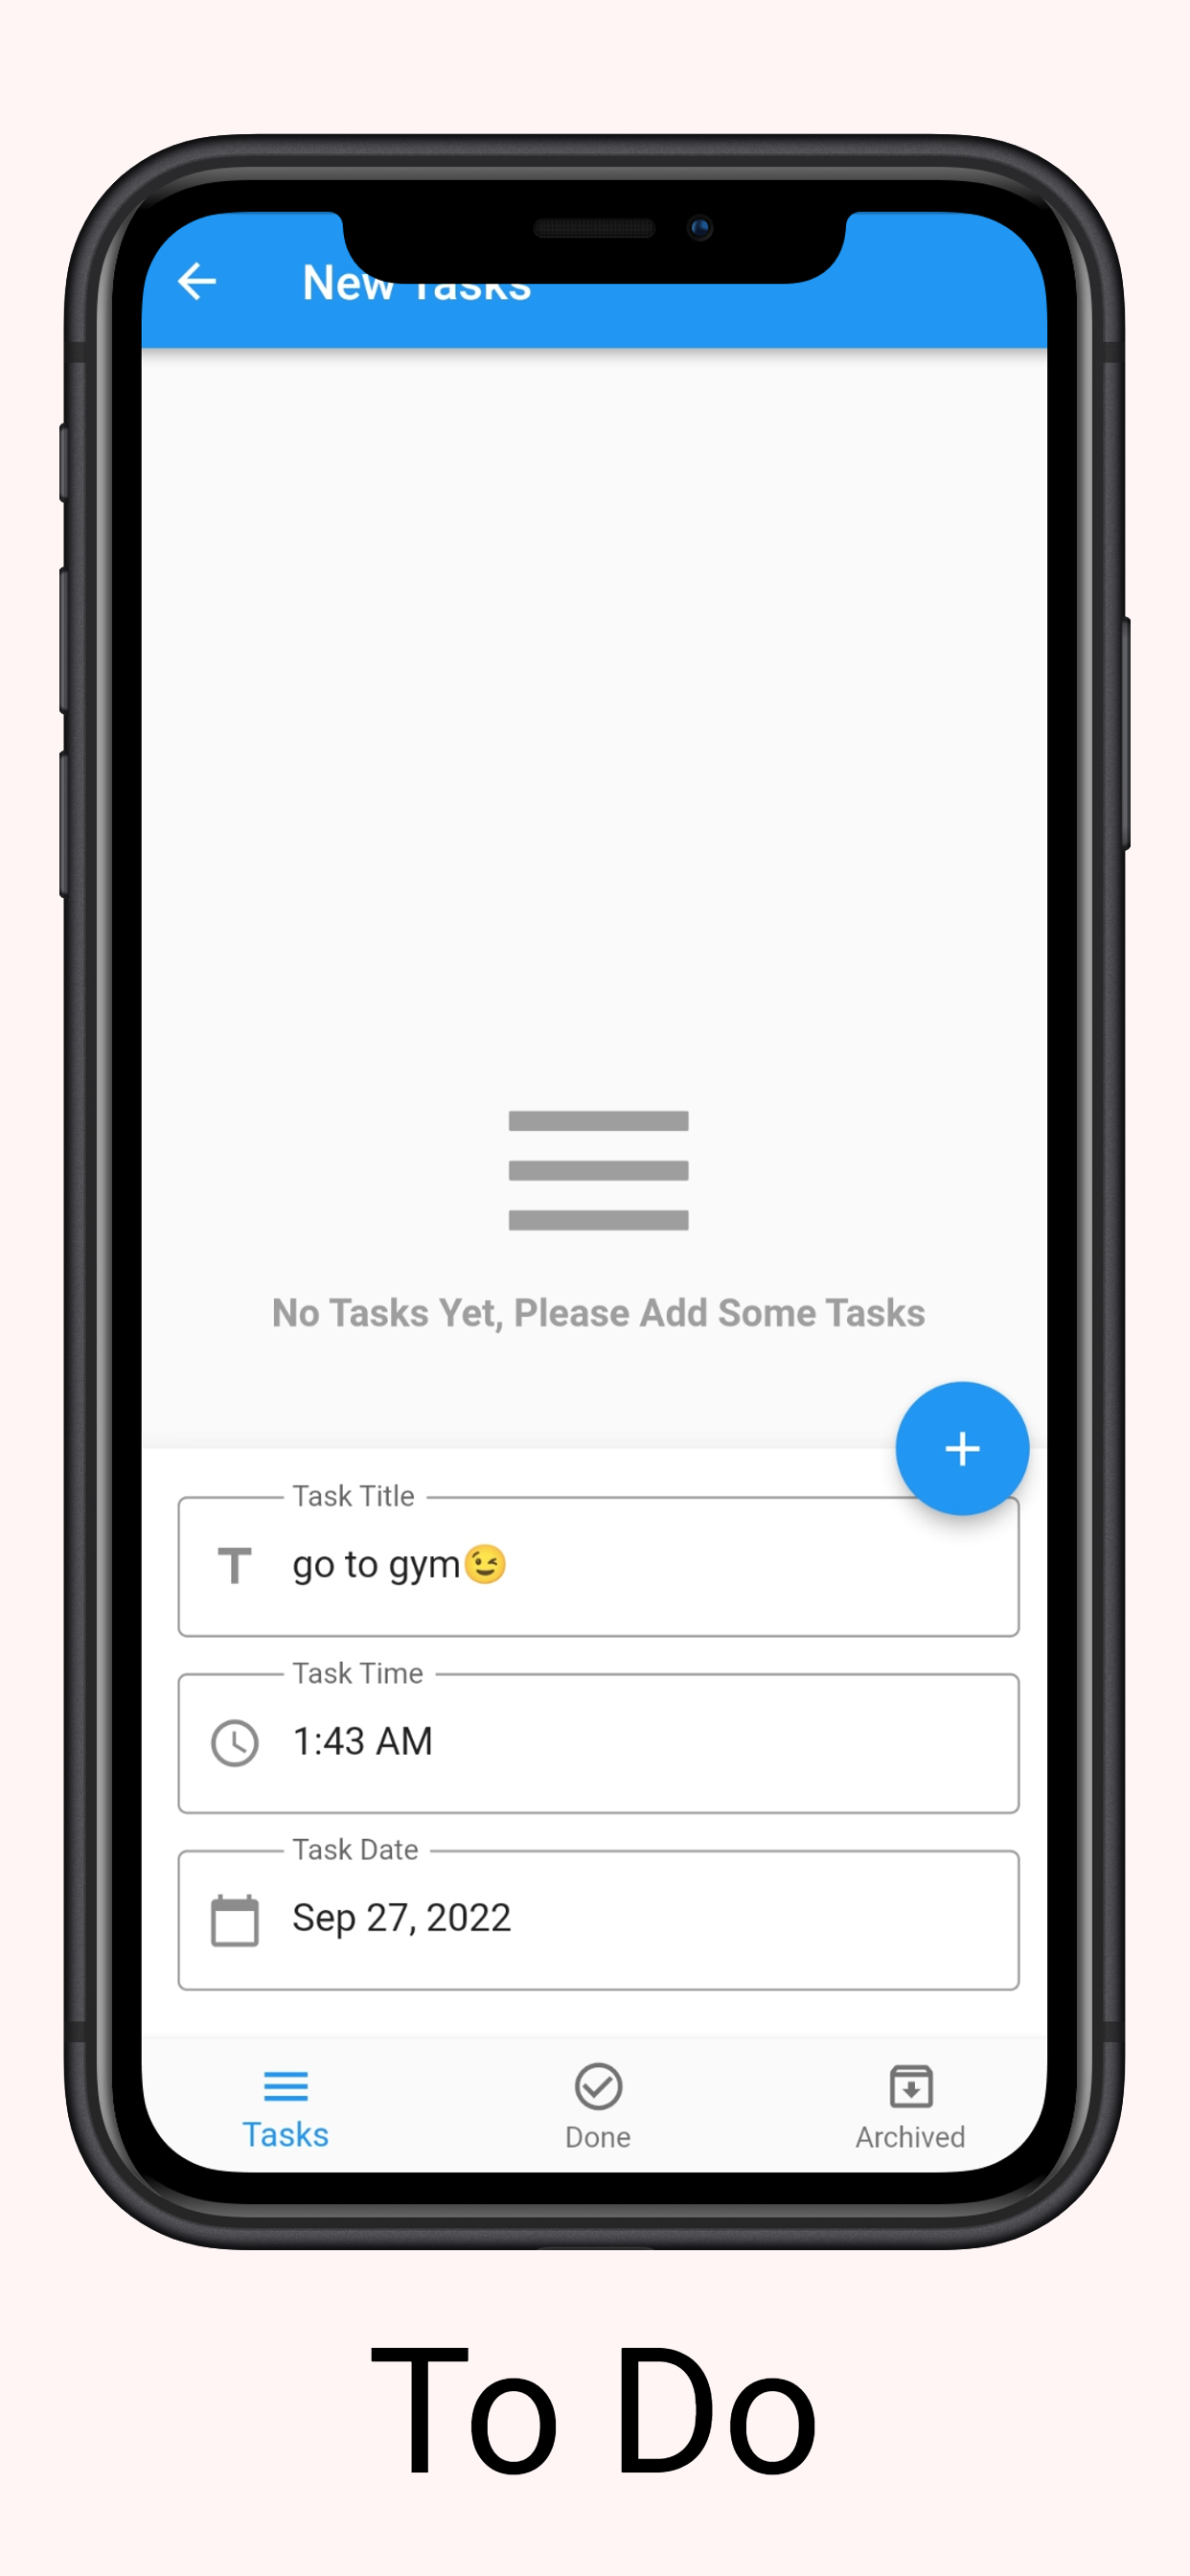 New Tasks
No Tasks Yet, Please Add Some Tasks
Task Title
go to gym😉
Task Time
1:43 AM
Task Date
Sep 27, 2022
Tasks
Done
Archived
To Do